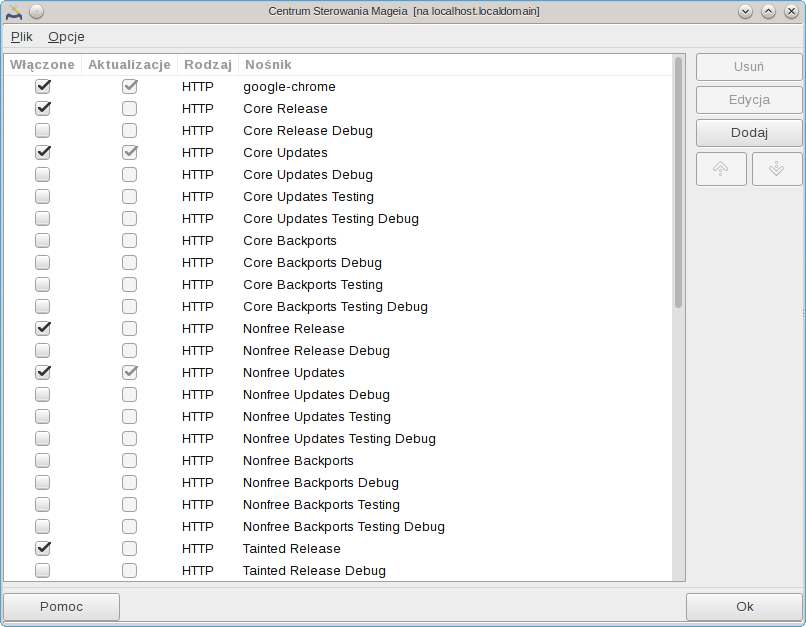 Centrum Sterowania Mageia [na localhost.localdomain]
Plik Opcje
Włączone Aktualizacje Rodzaj Nośnik
HTTP google-chrome
HTTP Core Release
HTTP Core Release Debug
HTTP Core Updates
HTTP Core Updates Debug
HTTP Core Updates Testing
HTTP Core Updates Testing Debug
HTTP Core Backports
HTTP Core Backports Debug
HTTP Core Backports Testing
HTTP Core Backports Testing Debug
HTTP Nonfree Release
HTTP Nonfree Release Debug
HTTP Nonfree Updates
HTTP Nonfree Updates Debug
HTTP Nonfree Updates Testing
HTTP Nonfree Updates Testing Debug
HTTP Nonfree Backports
HTTP Nonfree Backports Debug
HTTP Nonfree Backports Testing
HTTP Nonfree Backports Testing Debug
HTTP Tainted Release
HTTP Tainted Release Debug
Usuń
Edycja
Dodaj
Pomoc
Ok